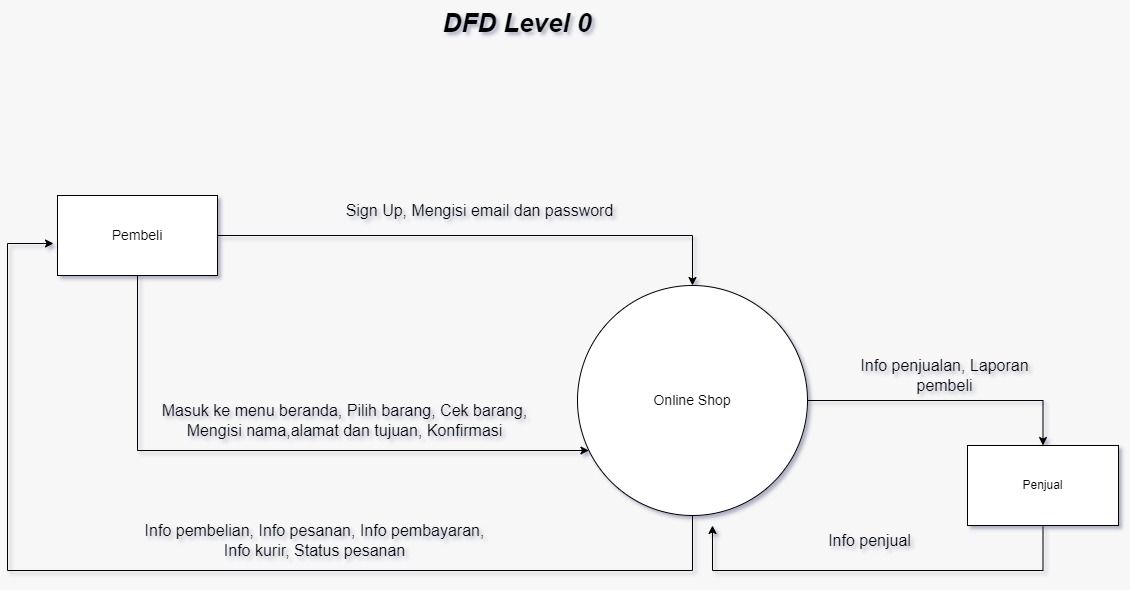 DFD Level 0
Pembeli
Sign Up, Mengisi email dan password
Online Shop
Info penjualan, Laporan
pembeli
Masuk ke menu beranda, Pilih barang, Cek barang,
Mengisi nama,alamat dan tujuan, Konfirmasi
Penjual
Info pembelian, Info pesanan, Info pembayaran,
Info kurir, Status pesanan
Info penjual